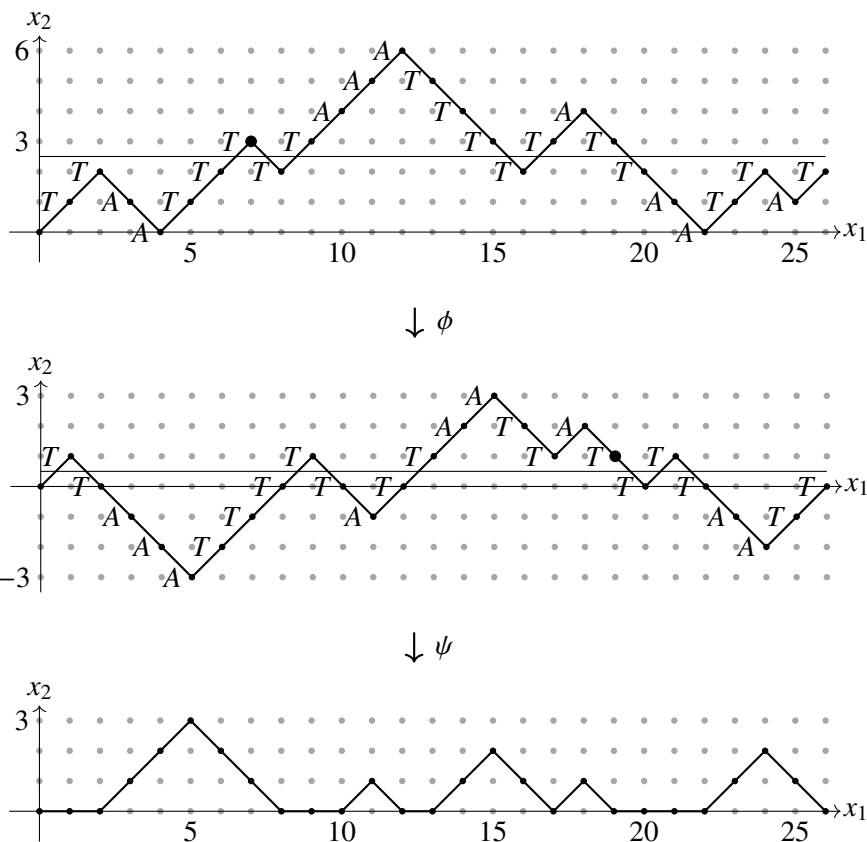 x₂
6 A
A T
A T A
3 T T T T T
T T T T T T T
T A T A T A
A A x₁
5 10 15 20 25
↓ ϕ
x₂
3 A
A T A
T T T T T T
T T T T T T T x₁
A T A A T
A T A
−3 A
↓ ψ
x₂
3
x₁
5 10 15 20 25